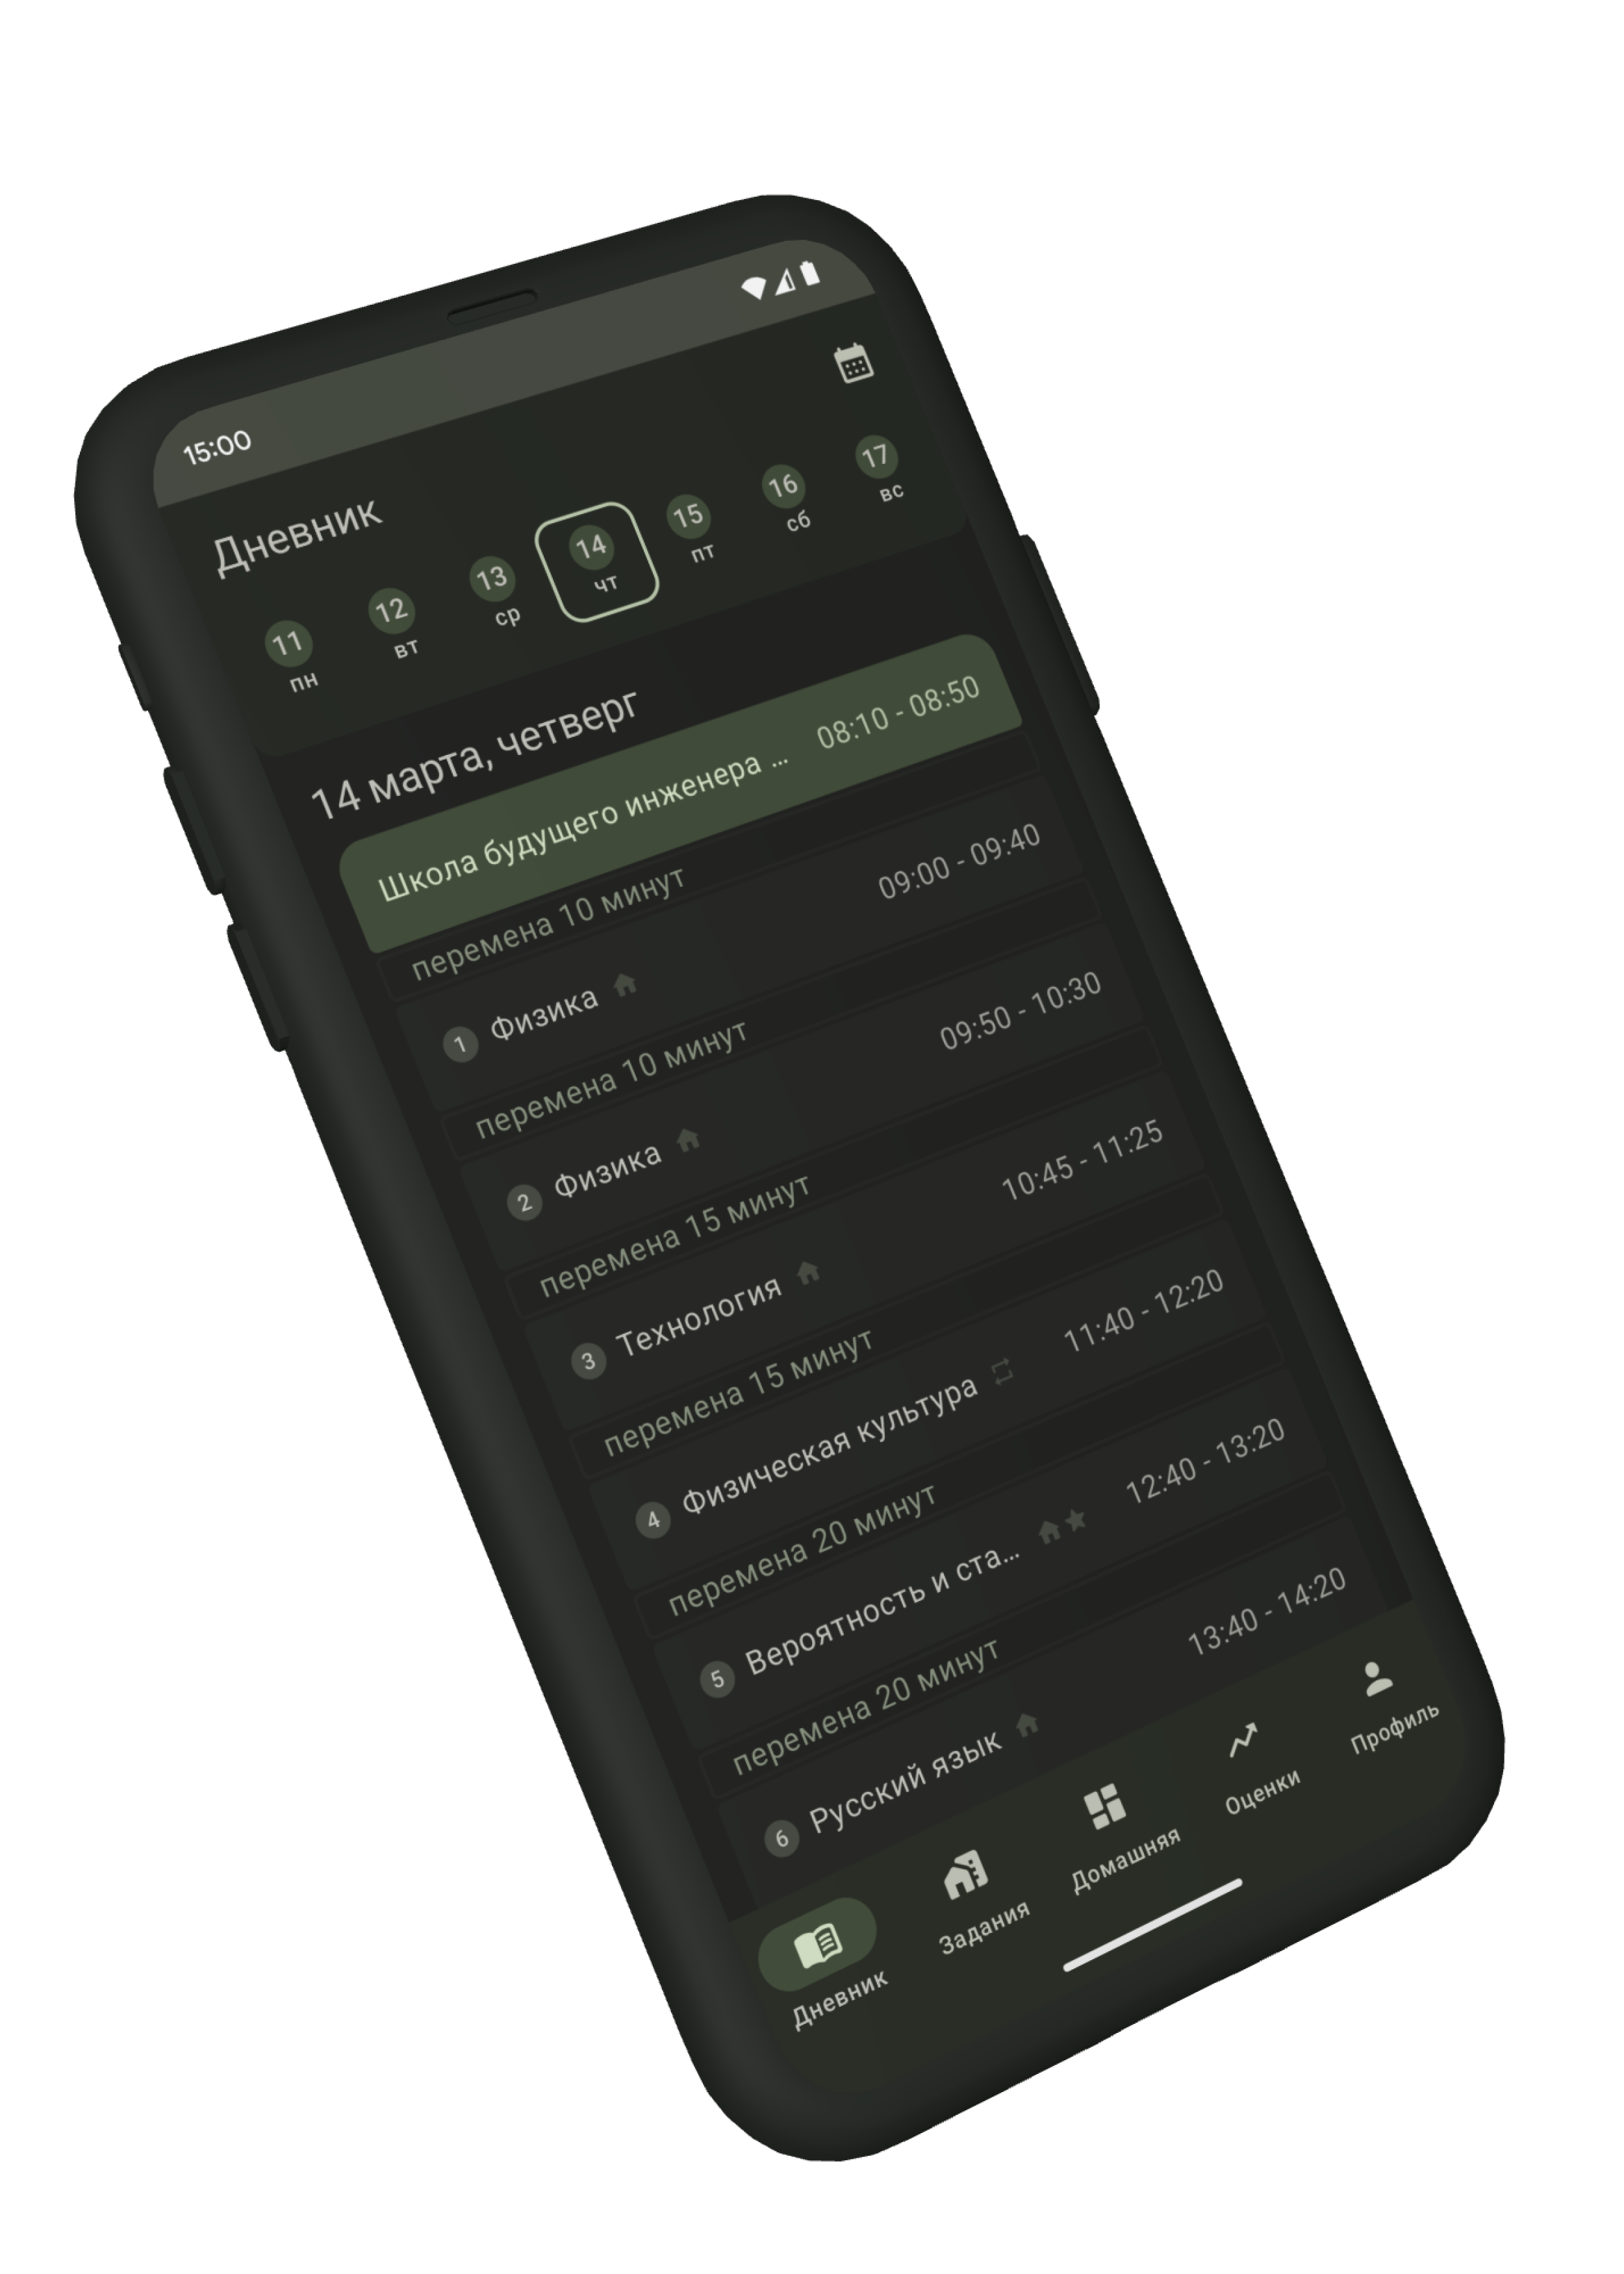 15:00
Дневник
11 12 13 14 15 16 17
пн вт ср чт пт сб вс
14 марта, четверг
Школа будущего инженера ... 08:10 - 08:50
перемена 10 минут
1 Физика 09:00 - 09:40
перемена 10 минут
2 Физика 09:50 - 10:30
перемена 15 минут
3 Технология 10:45 - 11:25
перемена 15 минут
4 Физическая культура 11:40 - 12:20
перемена 20 минут
5 Вероятность и ста... 12:40 - 13:20
перемена 20 минут
6 Русский язык 13:40 - 14:20
Дневник Задания Домашняя Оценки Профиль